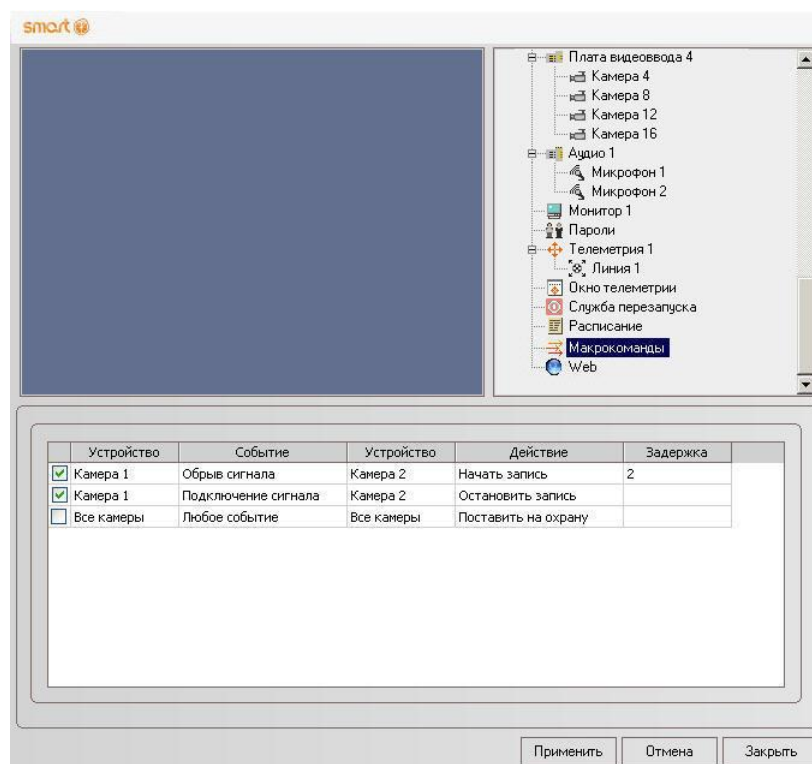 smart
Плата видеоввода 4
Камера 4
Камера 8
Камера 12
Камера 16
Аудио 1
Микрофон 1
Микрофон 2
Монитор 1
Пароли
Телеметрия 1
Линия 1
Окно телеметрии
Служба перезапуска
Расписание
Макрокоманды
Web
Устройство Событие Устройство Действие Задержка
Камера 1 Обрыв сигнала Камера 2 Начать запись 2
Камера 1 Подключение сигнала Камера 2 Остановить запись
Все камеры Любое событие Все камеры Поставить на охрану
Применить Отмена Закрыть